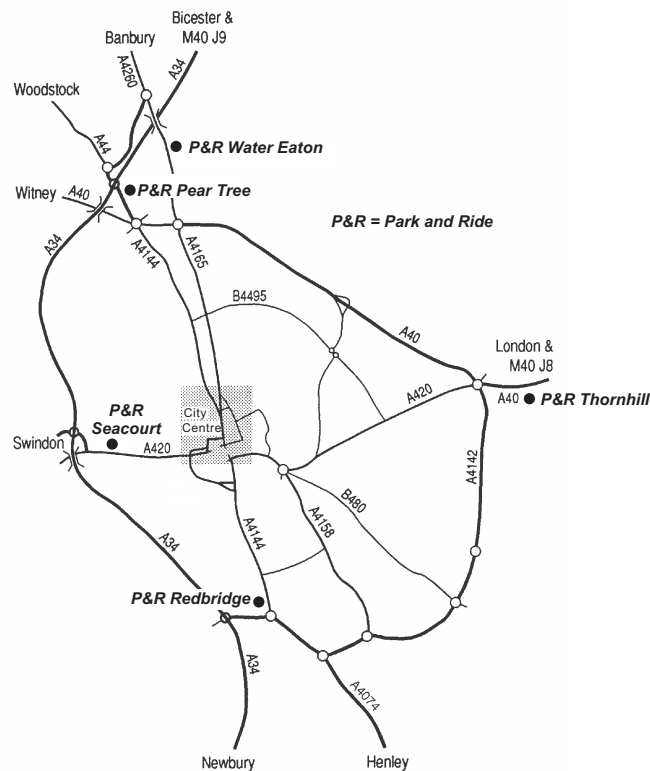 Bicester &
M40 J9
Banbury
A34
A4260
Woodstock
A44
P&R Water Eaton
P&R Pear Tree
Witney
A40
P&R = Park and Ride
A34
A4144
A4165
B4495
A40
London &
M40 J8
A420
A40
P&R Thornhill
City
Centre
P&R
Seacourt
Swindon
A420
A4142
B480
A4158
A4144
A34
P&R Redbridge
A34
A4074
Newbury
Henley